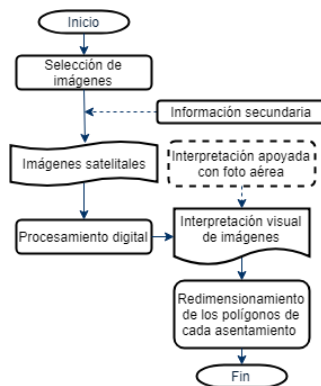 Inicio
Selección de
imágenes
Información secundaria
Imágenes satelitales
Interpretación apoyada
con foto aérea
Procesamiento digital
Interpretación visual
de imágenes
Redimensionamiento
de los polígonos de
cada asentamiento
Fin